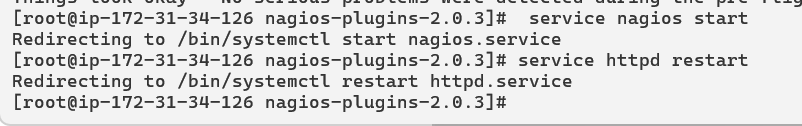 [root@ip-172-31-34-126 nagios-plugins-2.0.3]#  service nagios start
Redirecting to /bin/systemctl start nagios.service
[root@ip-172-31-34-126 nagios-plugins-2.0.3]# service httpd restart
Redirecting to /bin/systemctl restart httpd.service
[root@ip-172-31-34-126 nagios-plugins-2.0.3]#